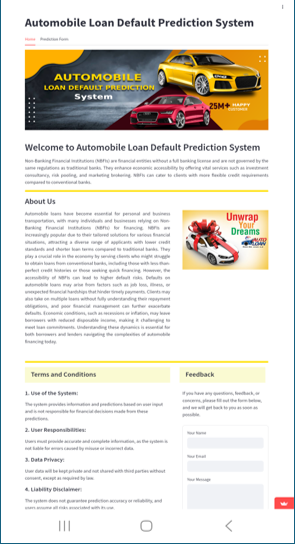 Automobile Loan Default Prediction System
Home Prediction Form
AUTOMOBILE
LOAN DEFAULT PREDICTION
System
25M+ HAPPY
CUSTOMER
Welcome to Automobile Loan Default Prediction System
Non-Banking Financial Institutions (NBFIs) are financial entities without a full banking license and are not governed by the
same regulations as traditional banks. They enhance economic accessibility by offering vital services such as investment
consultancy, risk pooling, and market brokering. NBFIs can cater to clients with more flexible credit requirements
compared to conventional banks.
About Us
Automobile loans have become essential for personal and business
transportation, with many individuals and businesses relying on Non-
Banking Financial Institutions (NBFIs) for financing. NBFIs are
increasingly popular due to their tailored solutions for various financial
situations, attracting a diverse range of applicants with lower credit
standards and shorter loan terms compared to traditional banks. They
play a crucial role in the economy by serving clients who might struggle
to obtain loans from conventional banks, including those with less-than-
perfect credit histories or those seeking quick financing. However, the
accessibility of NBFIs can lead to higher default risks. Defaults on
automobile loans may arise from factors such as job loss, illness, or
unexpected financial hardships that hinder timely payments. Clients may
also take on multiple loans without fully understanding their repayment
obligations, and poor financial management can further exacerbate
defaults. Economic conditions, such as recessions or inflation, may leave
borrowers with reduced disposable income, making it challenging to
meet loan commitments. Understanding these dynamics is essential for
both borrowers and lenders navigating the complexities of automobile
financing today.
Unwrap
Your
Dreams
AUTO
LOAN
Terms and Conditions
1. Use of the System:
The system provides information and predictions based on user input
and is not responsible for financial decisions made from these
predictions.
2. User Responsibilities:
Users must provide accurate and complete information, as the system is
not liable for errors caused by misuse or incorrect data.
3. Data Privacy:
User data will be kept private and not shared with third parties without
consent, except as required by law.
4. Liability Disclaimer:
The system does not guarantee prediction accuracy or reliability, and
users assume all risks associated with its use.
Feedback
If you have any questions, feedback, or
concerns, please fill out the form below,
and we will get back to you as soon as
possible.
Your Name
Your Email
Your Message